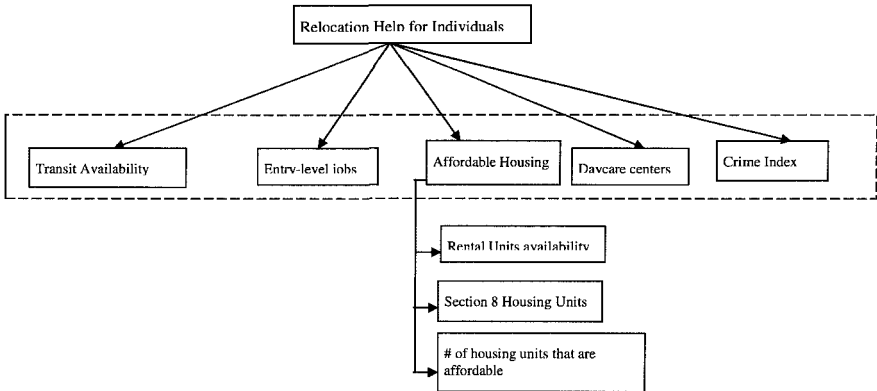 Relocation Help for Individuals
Transit Availability
Entry-level jobs
Affordable Housing
Daycare centers
Crime Index
Rental Units availability
Section 8 Housing Units
# of housing units that are
affordable